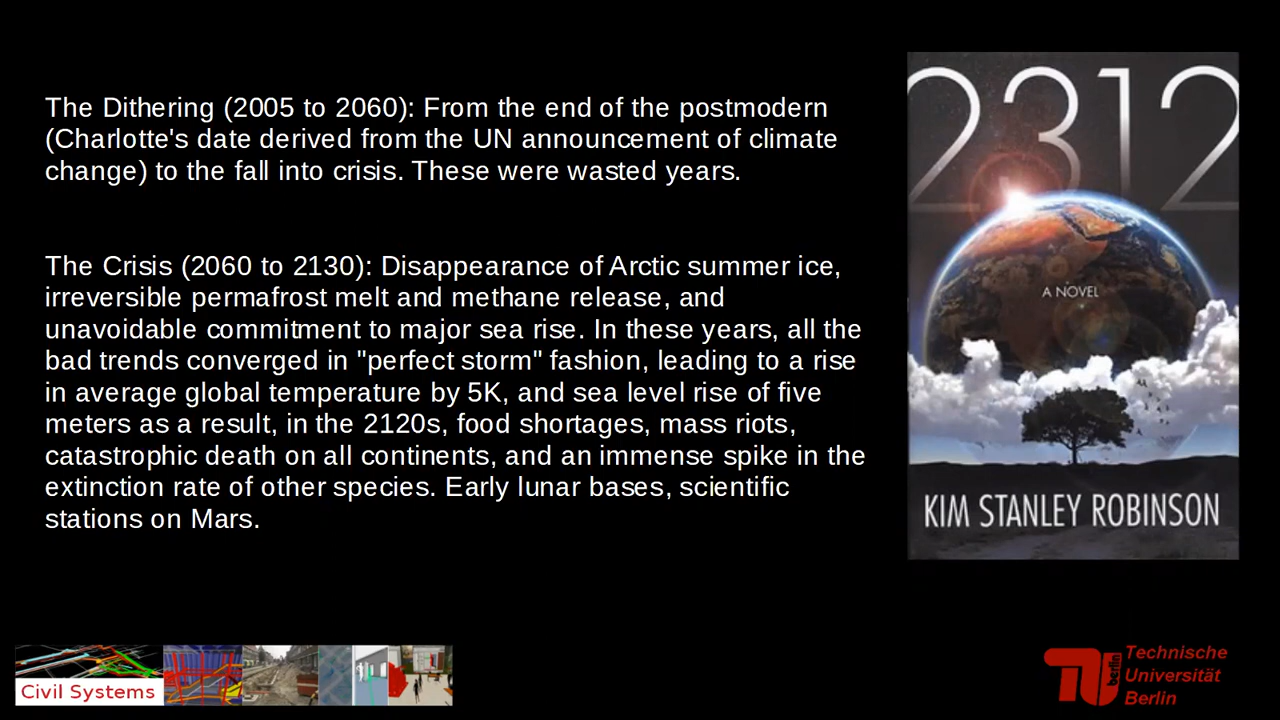 The Dithering (2005 to 2060): From the end of the postmodern
(Charlotte's date derived from the UN announcement of climate
change) to the fall into crisis. These were wasted years.
The Crisis (2060 to 2130): Disappearance of Arctic summer ice,
irreversible permafrost melt and methane release, and
unavoidable commitment to major sea rise. In these years, all the
bad trends converged in "perfect storm" fashion, leading to a rise
in average global temperature by 5K, and sea level rise of five
meters as a result, in the 2120s, food shortages, mass riots,
catastrophic death on all continents, and an immense spike in the
extinction rate of other species. Early lunar bases, scientific
stations on Mars.
2312
A NOVEL
KIM STANLEY ROBINSON
Civil Systems
berlin
Technische
Universität
Berlin